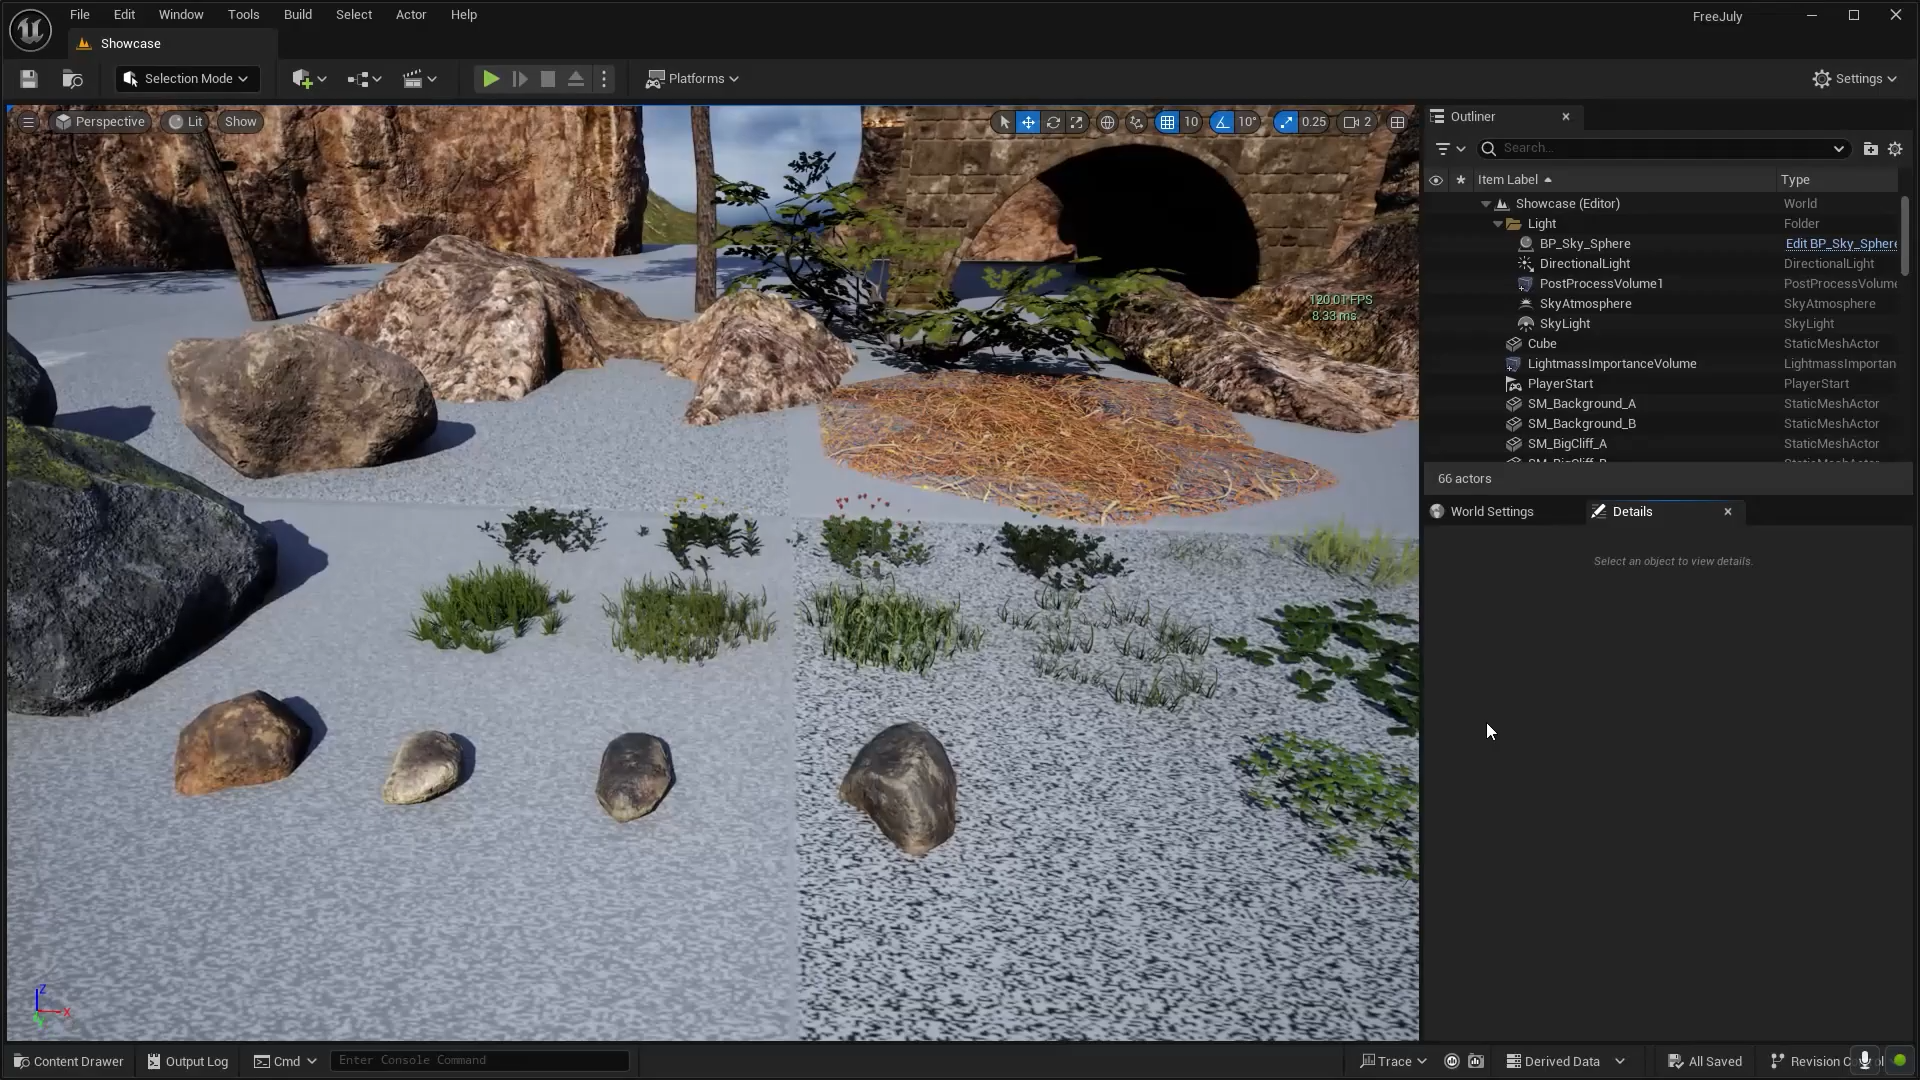 File Edit Window Tools Build Select Actor Help
FreeJuly
Showcase
Selection Mode
Platforms
Settings
Perspective Lit Show
10 10° 0.25 2
120.01 FPS
8.33 ms
Outliner
Search...
Item Label Type
Showcase (Editor) World
Light Folder
BP_Sky_Sphere Edit BP_Sky_Sphere
DirectionalLight DirectionalLight
PostProcessVolume1 PostProcessVolume
SkyAtmosphere SkyAtmosphere
SkyLight SkyLight
Cube StaticMeshActor
LightmassImportanceVolume LightmassImportan
PlayerStart PlayerStart
SM_Background_A StaticMeshActor
SM_Background_B StaticMeshActor
SM_BigCliff_A StaticMeshActor
66 actors
World Settings Details
Select an object to view details.
Z
X
Content Drawer Output Log Cmd Enter Console Command Trace Derived Data All Saved Revision